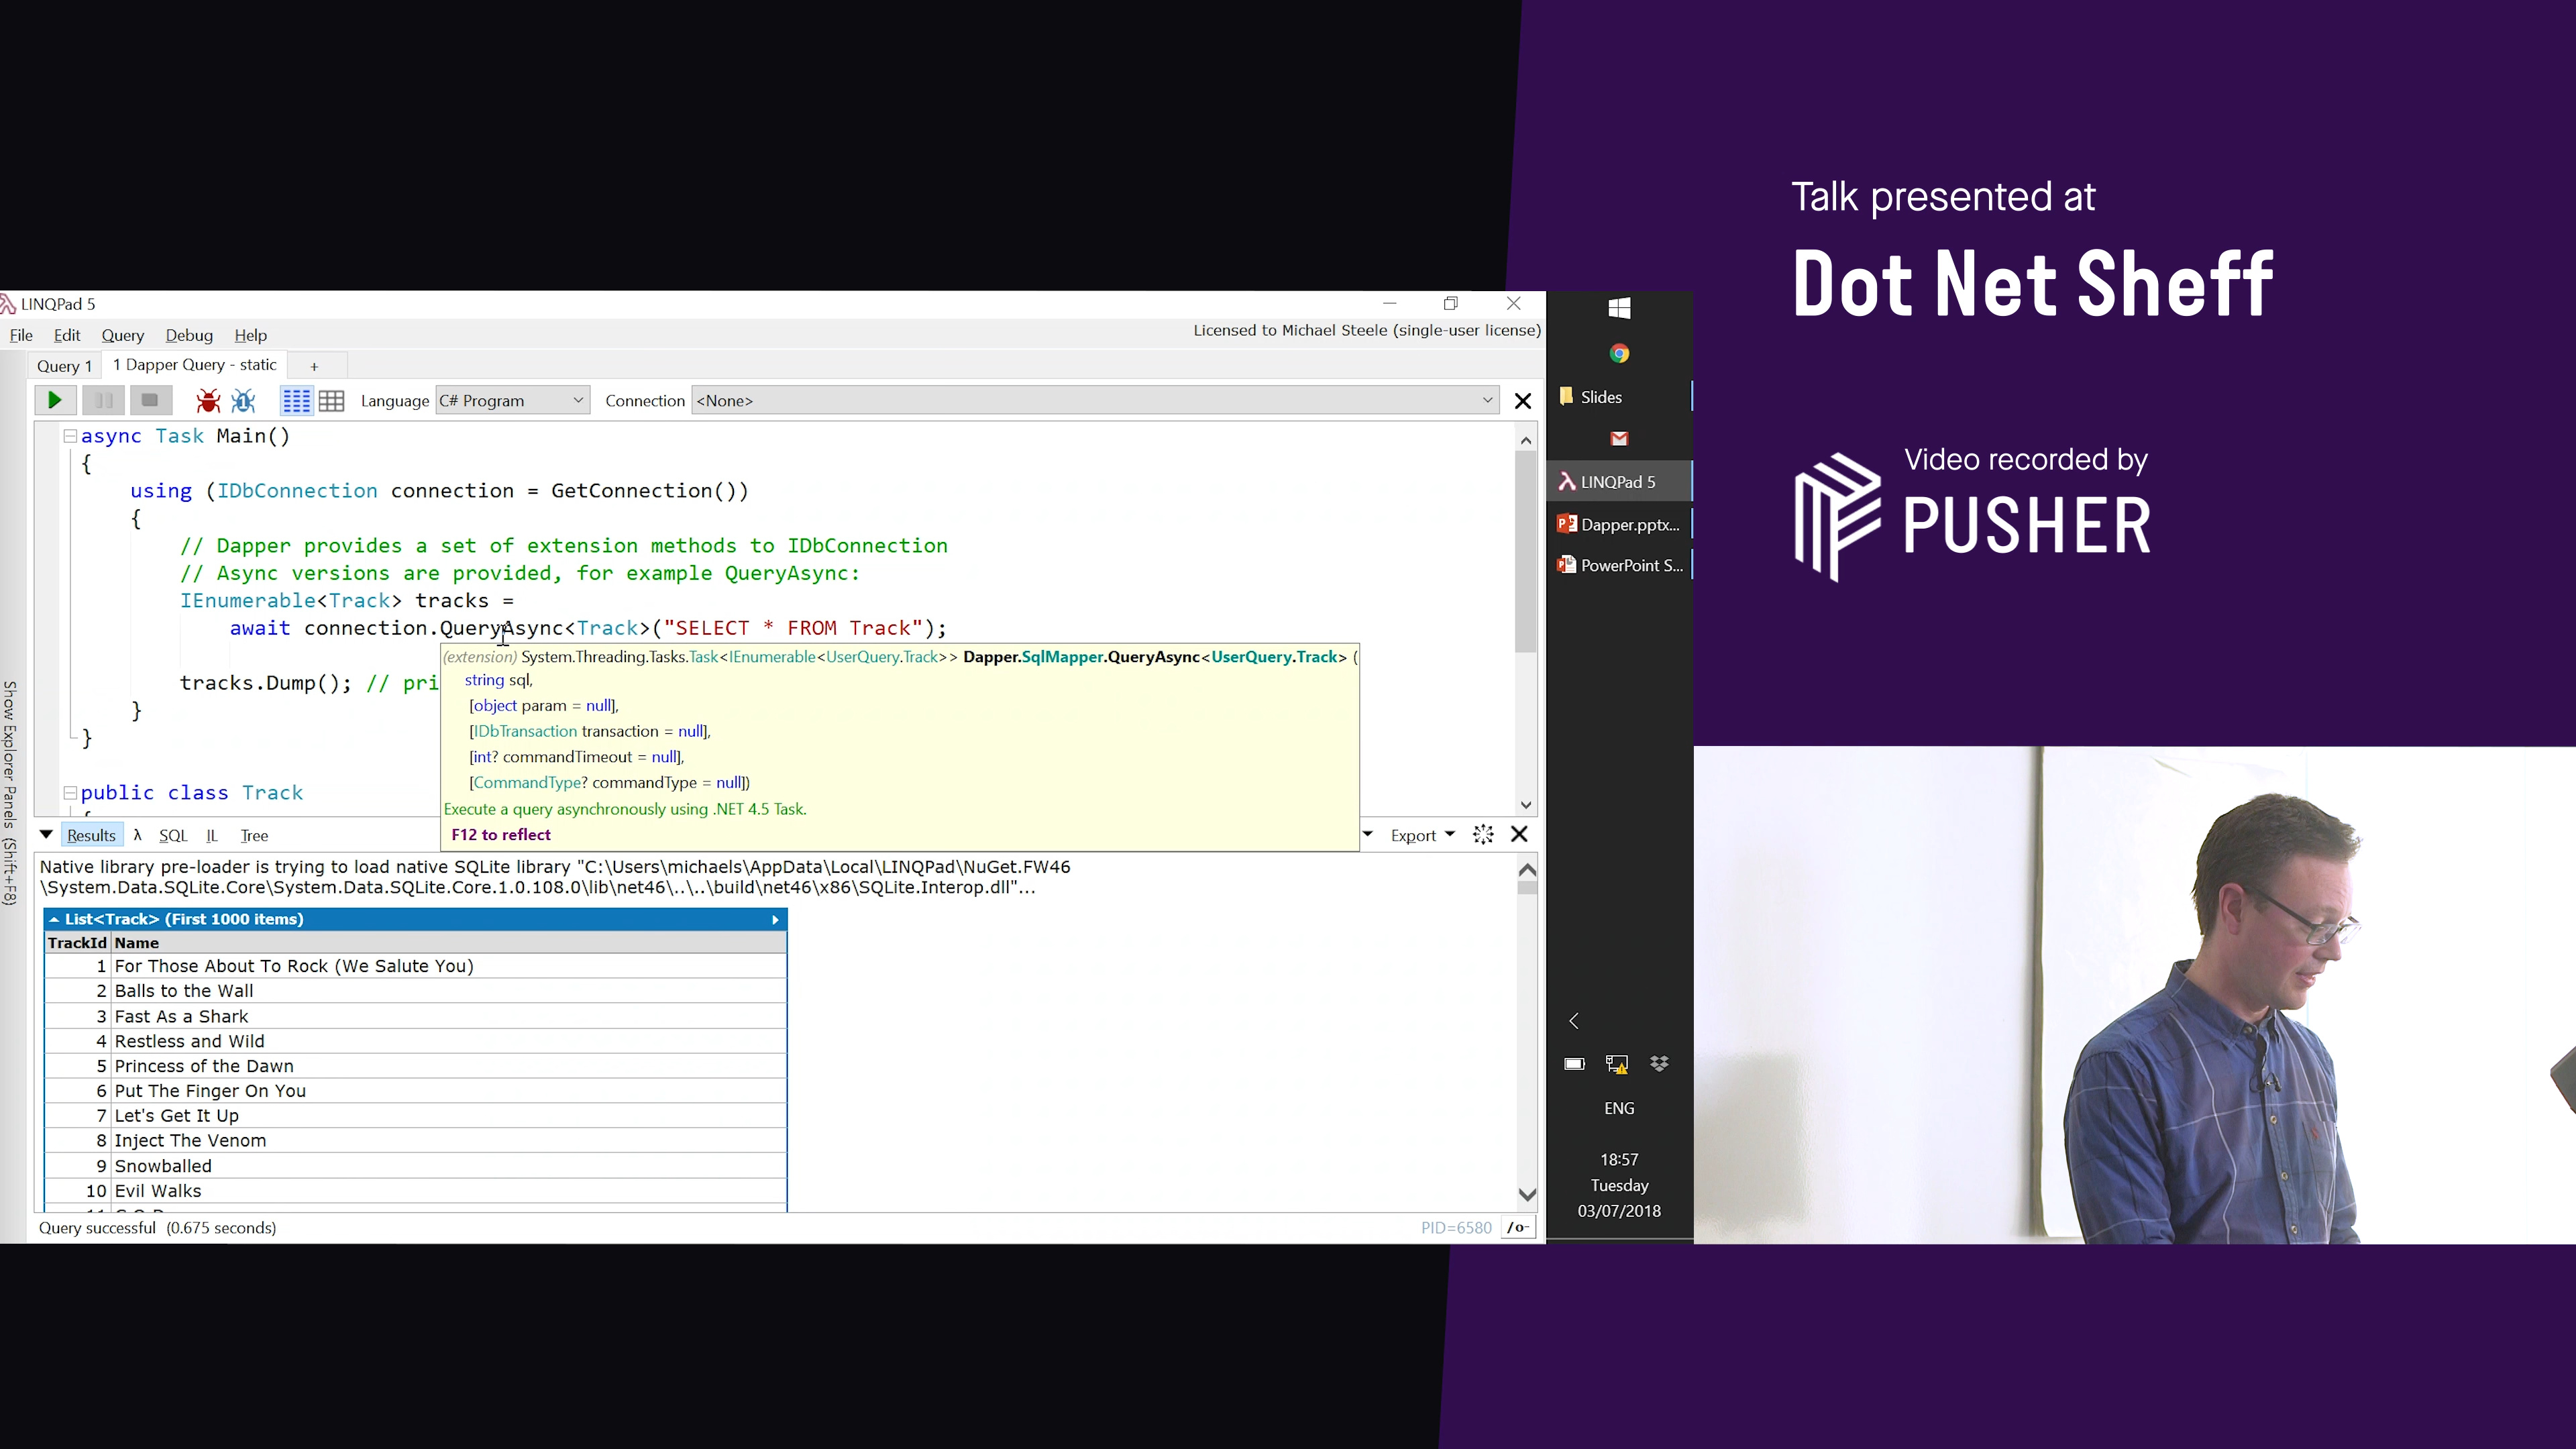 Talk presented at
Dot Net Sheff
Video recorded by
PUSHER
LINQPad 5
File Edit Query Debug Help
Licensed to Michael Steele (single-user license)
Query 1 1 Dapper Query - static +
Language C# Program Connection <None>
async Task Main()
{
using (IDbConnection connection = GetConnection())
{
// Dapper provides a set of extension methods to IDbConnection
// Async versions are provided, for example QueryAsync:
IEnumerable<Track> tracks =
await connection.QueryAsync<Track>("SELECT * FROM Track");
tracks.Dump(); // pri
}
}
public class Track
(extension) System.Threading.Tasks.Task<IEnumerable<UserQuery.Track>> Dapper.SqlMapper.QueryAsync<UserQuery.Track> (
string sql,
[object param = null],
[IDbTransaction transaction = null],
[int? commandTimeout = null],
[CommandType? commandType = null])
Execute a query asynchronously using .NET 4.5 Task.
F12 to reflect
Show Explorer Panels (Shift+F8)
Results λ SQL IL Tree
Export
Native library pre-loader is trying to load native SQLite library "C:\Users\michaels\AppData\Local\LINQPad\NuGet.FW46
\System.Data.SQLite.Core\System.Data.SQLite.Core.1.0.108.0\lib\net46\..\..\build\net46\x86\SQLite.Interop.dll"...
List<Track> (First 1000 items)
TrackId Name
1 For Those About To Rock (We Salute You)
2 Balls to the Wall
3 Fast As a Shark
4 Restless and Wild
5 Princess of the Dawn
6 Put The Finger On You
7 Let's Get It Up
8 Inject The Venom
9 Snowballed
10 Evil Walks
Query successful (0.675 seconds)
PID=6580 /o-
Slides
LINQPad 5
Dapper.pptx...
PowerPoint S...
ENG
18:57
Tuesday
03/07/2018